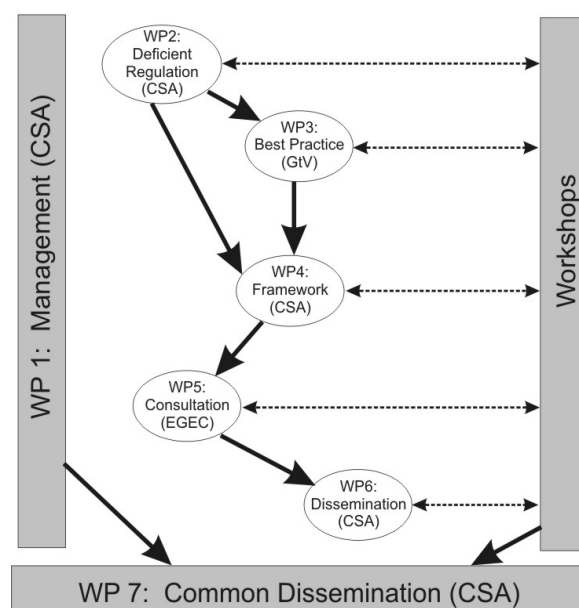 WP 1:  Management (CSA)
WP2:
Deficient
Regulation
(CSA)
WP3:
Best Practice
(GtV)
WP4:
Framework
(CSA)
WP5:
Consultation
(EGEC)
WP6:
Dissemination
(CSA)
Workshops
WP 7:  Common Dissemination (CSA)